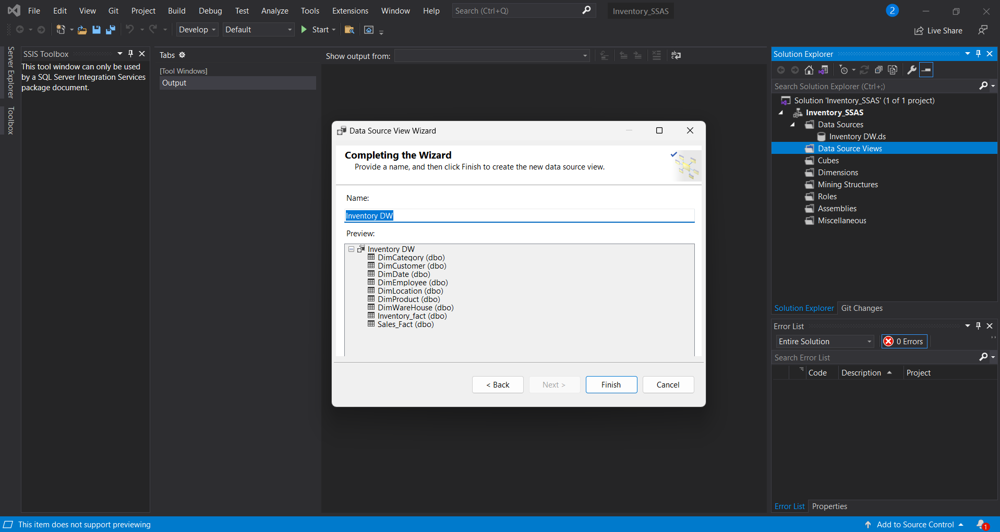 File Edit View Git Project Build Debug Test Analyze Tools Extensions Window Help Search (Ctrl+Q) Inventory_SSAS 2
Develop Default Start Live Share
Server Explorer
Toolbox
SSIS Toolbox
This tool window can only be used
by a SQL Server Integration Services
package document.
Tabs
[Tool Windows]
Output
Show output from:
Data Source View Wizard
Completing the Wizard
Provide a name, and then click Finish to create the new data source view.
Name:
Inventory DW
Preview:
Inventory DW
DimCategory (dbo)
DimCustomer (dbo)
DimDate (dbo)
DimEmployee (dbo)
DimLocation (dbo)
DimProduct (dbo)
DimWareHouse (dbo)
Inventory_fact (dbo)
Sales_Fact (dbo)
< Back Next > Finish Cancel
Solution Explorer
Search Solution Explorer (Ctrl+;)
Solution 'Inventory_SSAS' (1 of 1 project)
Inventory_SSAS
Data Sources
Inventory DW.ds
Data Source Views
Cubes
Dimensions
Mining Structures
Roles
Assemblies
Miscellaneous
Solution Explorer Git Changes
Error List
Entire Solution 0 Errors
Search Error List
Code Description Project
Error List Properties
This item does not support previewing Add to Source Control 1